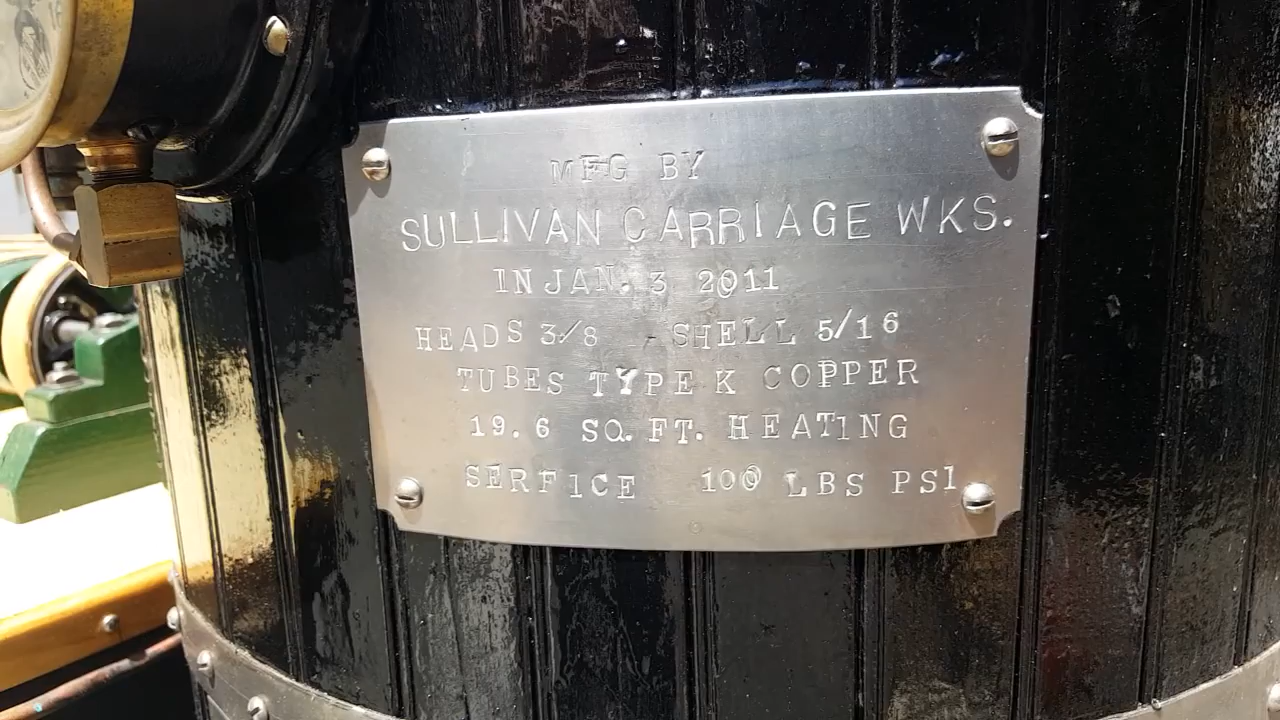 MFG BY
SULLIVAN CARRIAGE WKS.
IN JAN. 3 2011
HEADS 3/8 - SHELL 5/16
TUBES TYPE K COPPER
19.6 SQ. FT. HEATING
SERFICE 100 LBS PSI